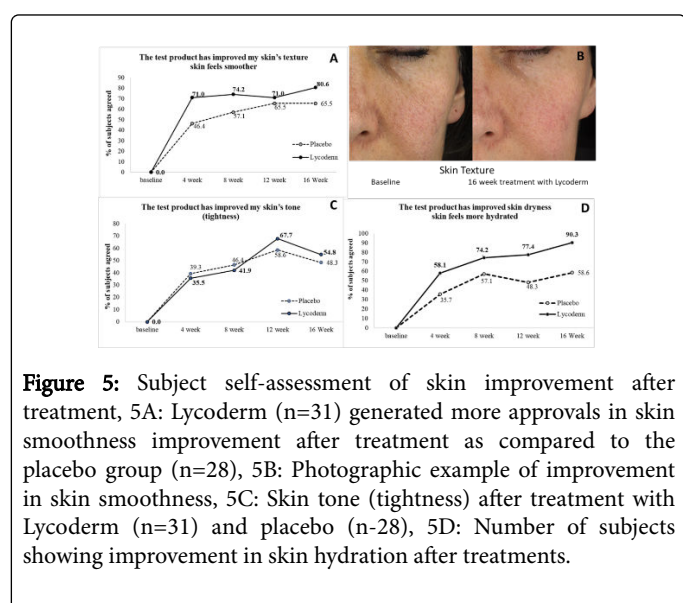 The test product has improved my skin's texture
skin feels smoother
A
% of subjects agreed
90
80
70
60
50
40
30
20
10
0
0.0
71.0
74.2
71.0
80.6
46.4
57.1
65.5
65.5
Placebo
Lycoderm
baseline
4 week
8 week
12 week
16 Week
B
Skin Texture
Baseline
16 week treatment with Lycoderm
The test product has improved my skin's tone
(tightness)
C
% of subjects agreed
80
70
60
50
40
30
20
10
0
0.0
39.3
46.4
67.7
54.8
35.5
41.9
58.6
48.3
Placebo
Lycoderm
baseline
4 week
8 week
12 week
16 Week
The test product has improved skin dryness
skin feels more hydrated
D
% of subjects agreed
100
90
80
70
60
50
40
30
20
10
0
58.1
74.2
77.4
90.3
35.7
57.1
48.3
58.6
Placebo
Lycoderm
baseline
4 week
8 week
12 week
16 Week
Figure 5: Subject self-assessment of skin improvement after
treatment, 5A: Lycoderm (n=31) generated more approvals in skin
smoothness improvement after treatment as compared to the
placebo group (n=28), 5B: Photographic example of improvement
in skin smoothness, 5C: Skin tone (tightness) after treatment with
Lycoderm (n=31) and placebo (n-28), 5D: Number of subjects
showing improvement in skin hydration after treatments.